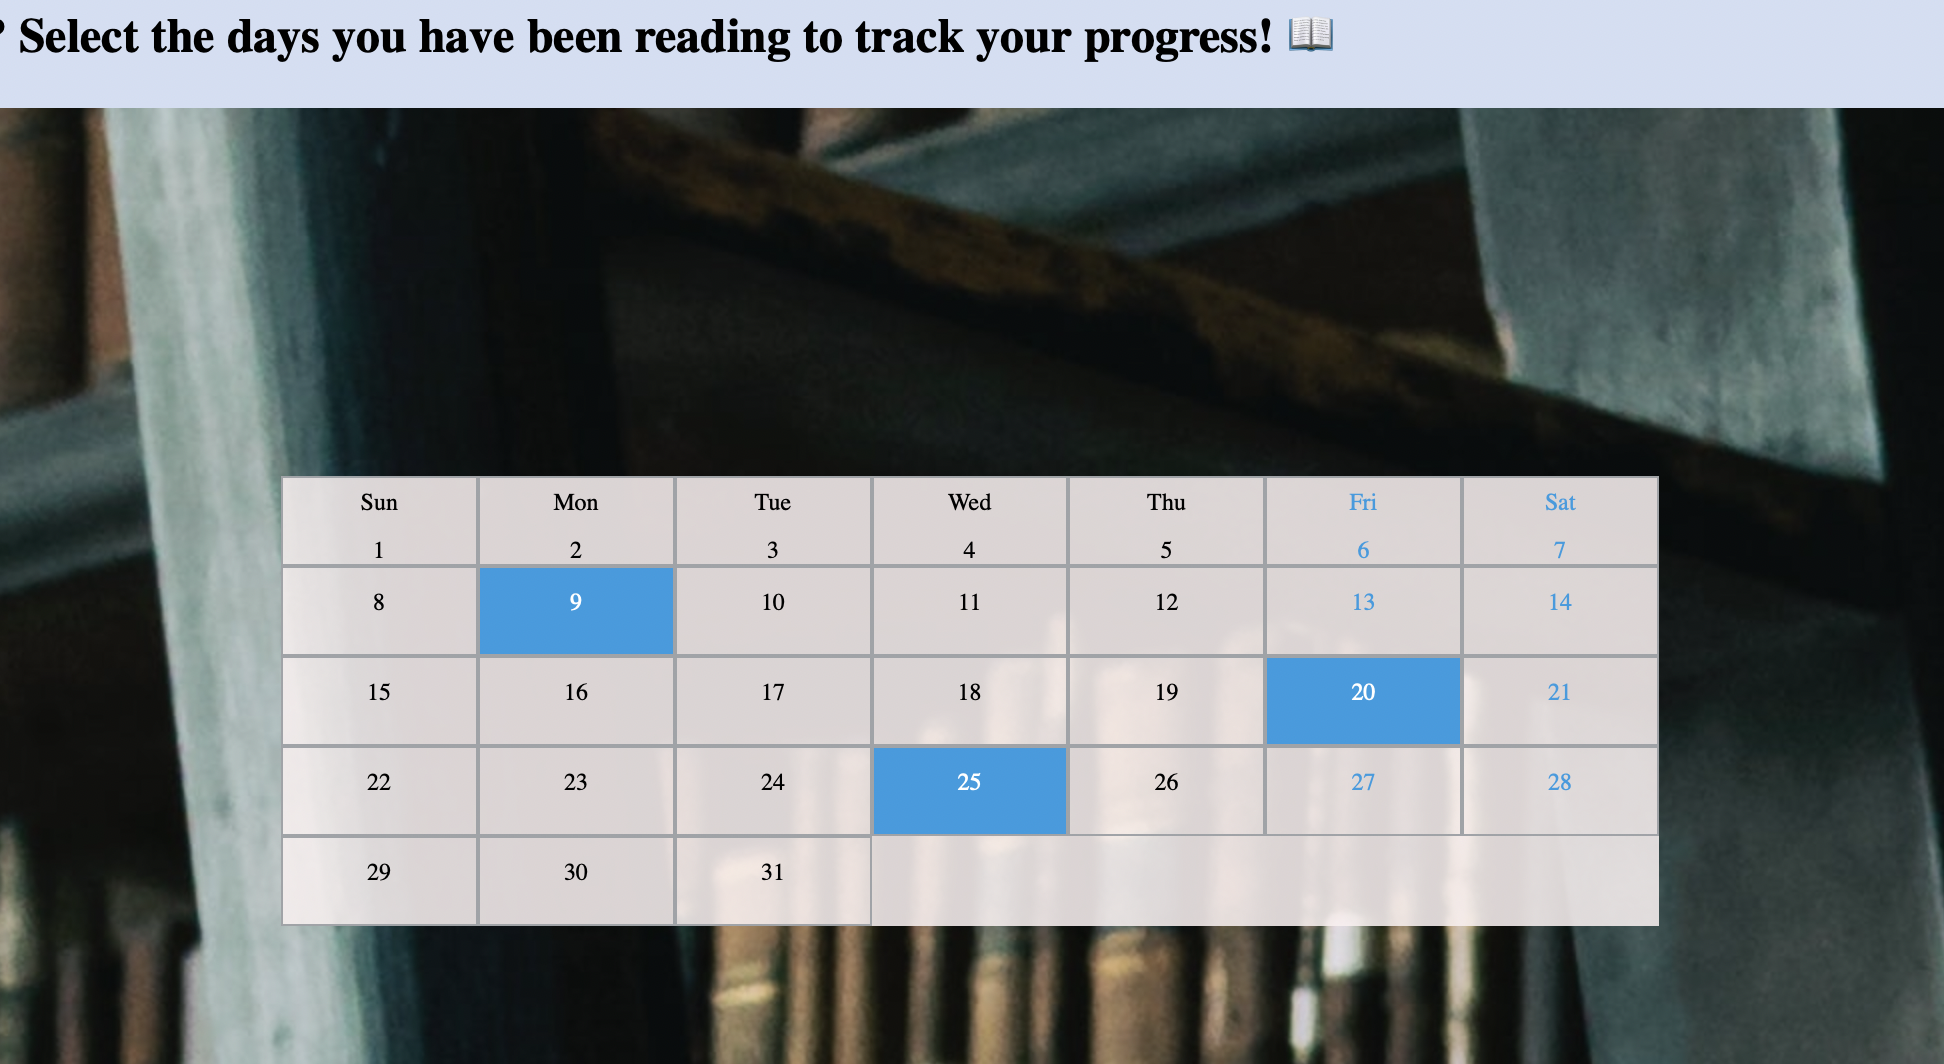 ? Select the days you have been reading to track your progress! 📖
Sun Mon Tue Wed Thu Fri Sat
1 2 3 4 5 6 7
8 9 10 11 12 13 14
15 16 17 18 19 20 21
22 23 24 25 26 27 28
29 30 31